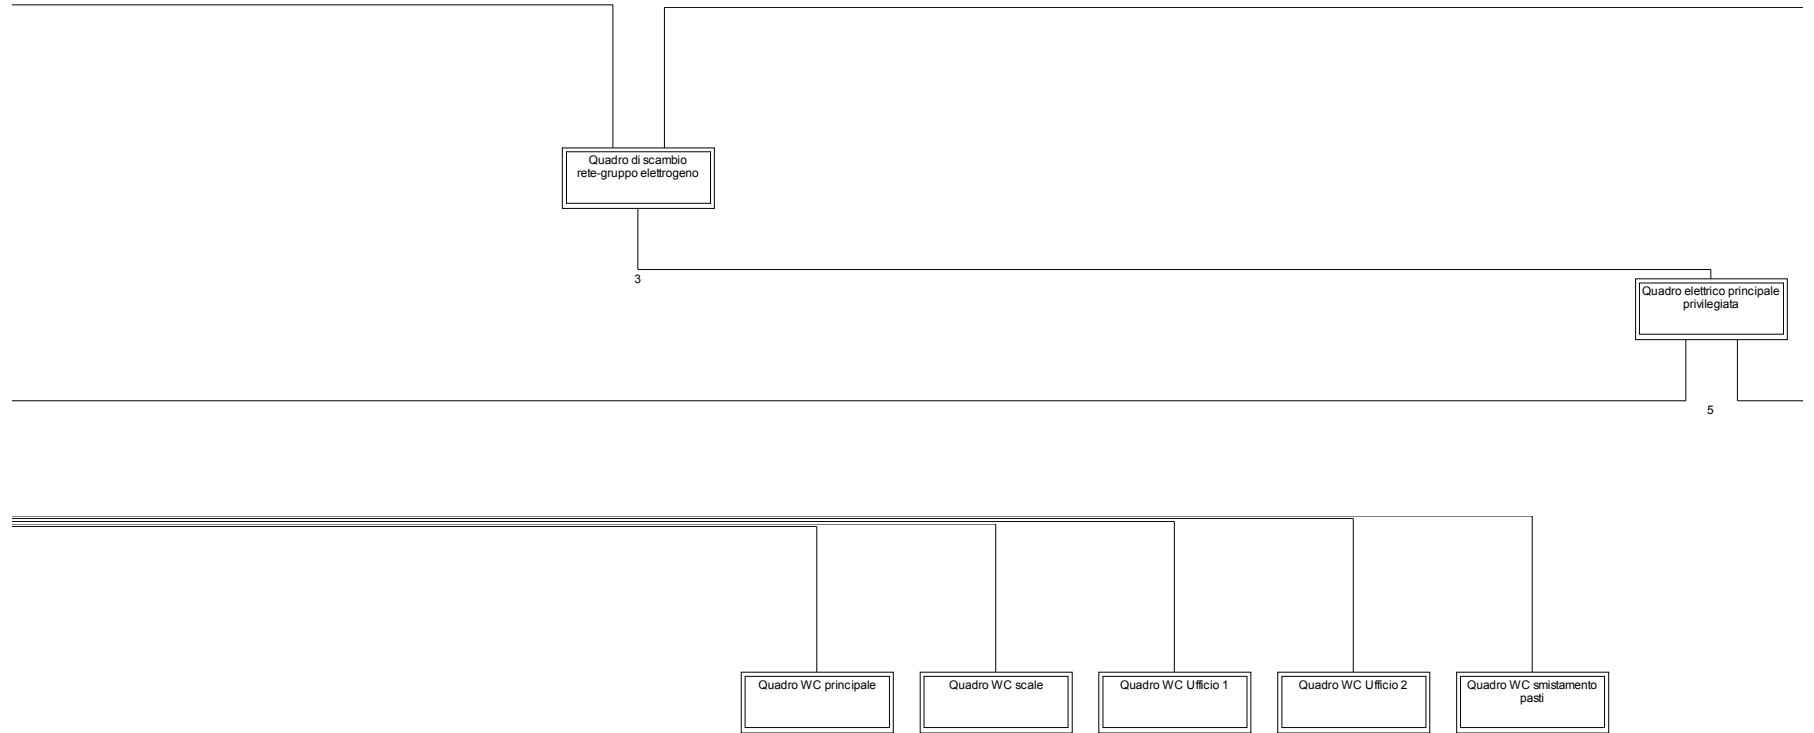 Quadro di scambio
rete-gruppo elettrogeno
3
Quadro elettrico principale
privilegiata
5
Quadro WC principale
Quadro WC scale
Quadro WC Ufficio 1
Quadro WC Ufficio 2
Quadro WC smistamento
pasti